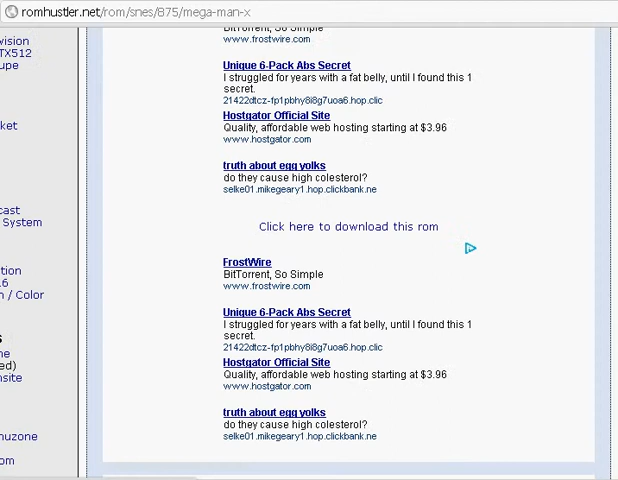 romhustler.net/rom/snes/875/mega-man-x
vision
TX512
upe
ket
cast
System
tion
16
n / Color
s
ne
ed)
nsite
nuzone
om
BitTorrent, So Simple
www.frostwire.com
Unique 6-Pack Abs Secret
I struggled for years with a fat belly, until I found this 1
secret.
21422dtcz-fp1pbhy8i8g7uoa6.hop.clic
Hostgator Official Site
Quality, affordable web hosting starting at $3.96
www.hostgator.com
truth about egg yolks
do they cause high colesterol?
selke01.mikegeary1.hop.clickbank.ne
Click here to download this rom
FrostWire
BitTorrent, So Simple
www.frostwire.com
Unique 6-Pack Abs Secret
I struggled for years with a fat belly, until I found this 1
secret.
21422dtcz-fp1pbhy8i8g7uoa6.hop.clic
Hostgator Official Site
Quality, affordable web hosting starting at $3.96
www.hostgator.com
truth about egg yolks
do they cause high colesterol?
selke01.mikegeary1.hop.clickbank.ne